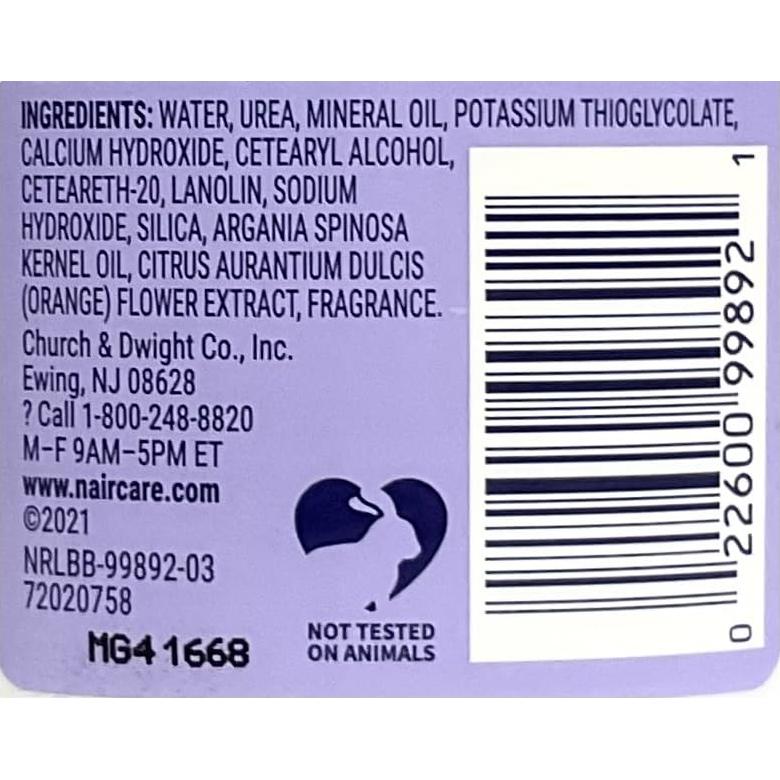 INGREDIENTS: WATER, UREA, MINERAL OIL, POTASSIUM THIOGLYCOLATE,
CALCIUM HYDROXIDE, CETEARYL ALCOHOL,
CETEARETH-20, LANOLIN, SODIUM
HYDROXIDE, SILICA, ARGANIA SPINOSA
KERNEL OIL, CITRUS AURANTIUM DULCIS
(ORANGE) FLOWER EXTRACT, FRAGRANCE.
Church & Dwight Co., Inc.
Ewing, NJ 08628
? Call 1-800-248-8820
M-F 9AM-5PM ET
www.naircare.com
©2021
NRLBB-99892-03
72020758
MG41668
NOT TESTED
ON ANIMALS
0 22600 99892 1